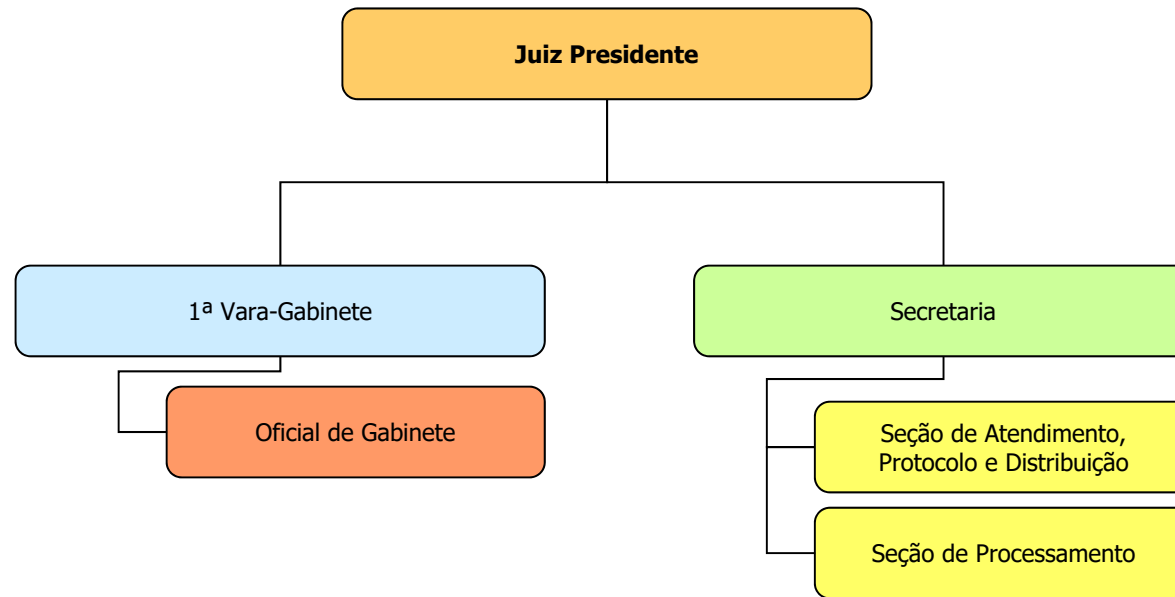 Juiz Presidente
1ª Vara-Gabinete
Secretaria
Oficial de Gabinete
Seção de Atendimento,
Protocolo e Distribuição
Seção de Processamento